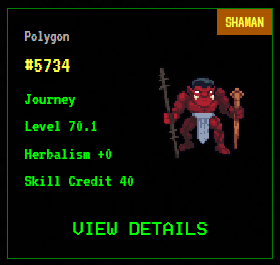 SHAMAN
Polygon
#5734
Journey
Level 70.1
Herbalism +0
Skill Credit 40
VIEW DETAILS